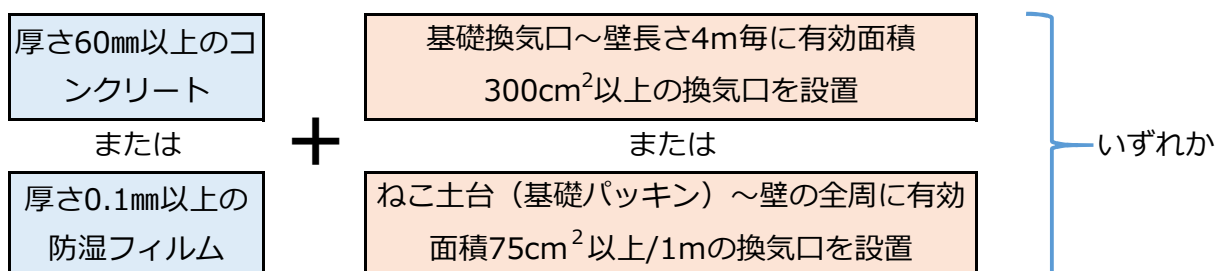 厚さ60㎜以上のコ
ンクリート
または
厚さ0.1㎜以上の
防湿フィルム
＋
基礎換気口～壁長さ4m毎に有効面積
300cm²以上の換気口を設置
または
ねこ土台（基礎パッキン）～壁の全周に有効
面積75cm²以上/1mの換気口を設置
いずれか